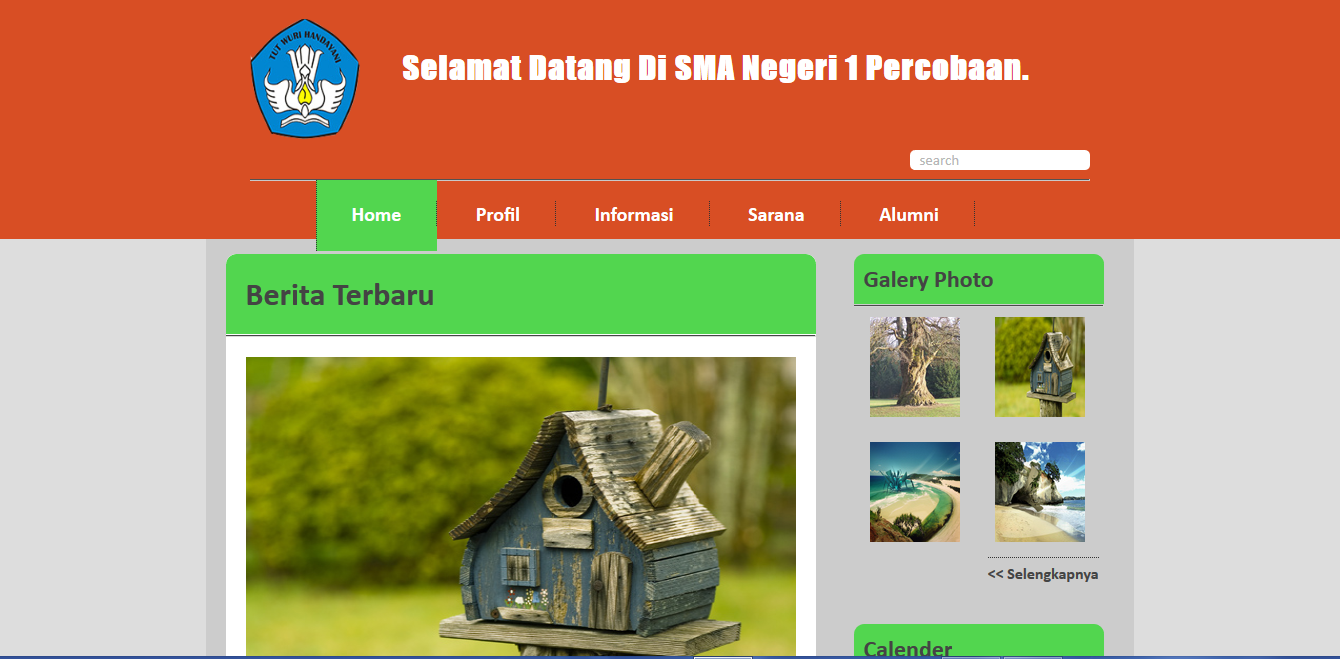 TUT WURI HANDAYANI
Selamat Datang Di SMA Negeri 1 Percobaan.
search
Home
Profil
Informasi
Sarana
Alumni
Berita Terbaru
Galery Photo
<< Selengkapnya
Calender